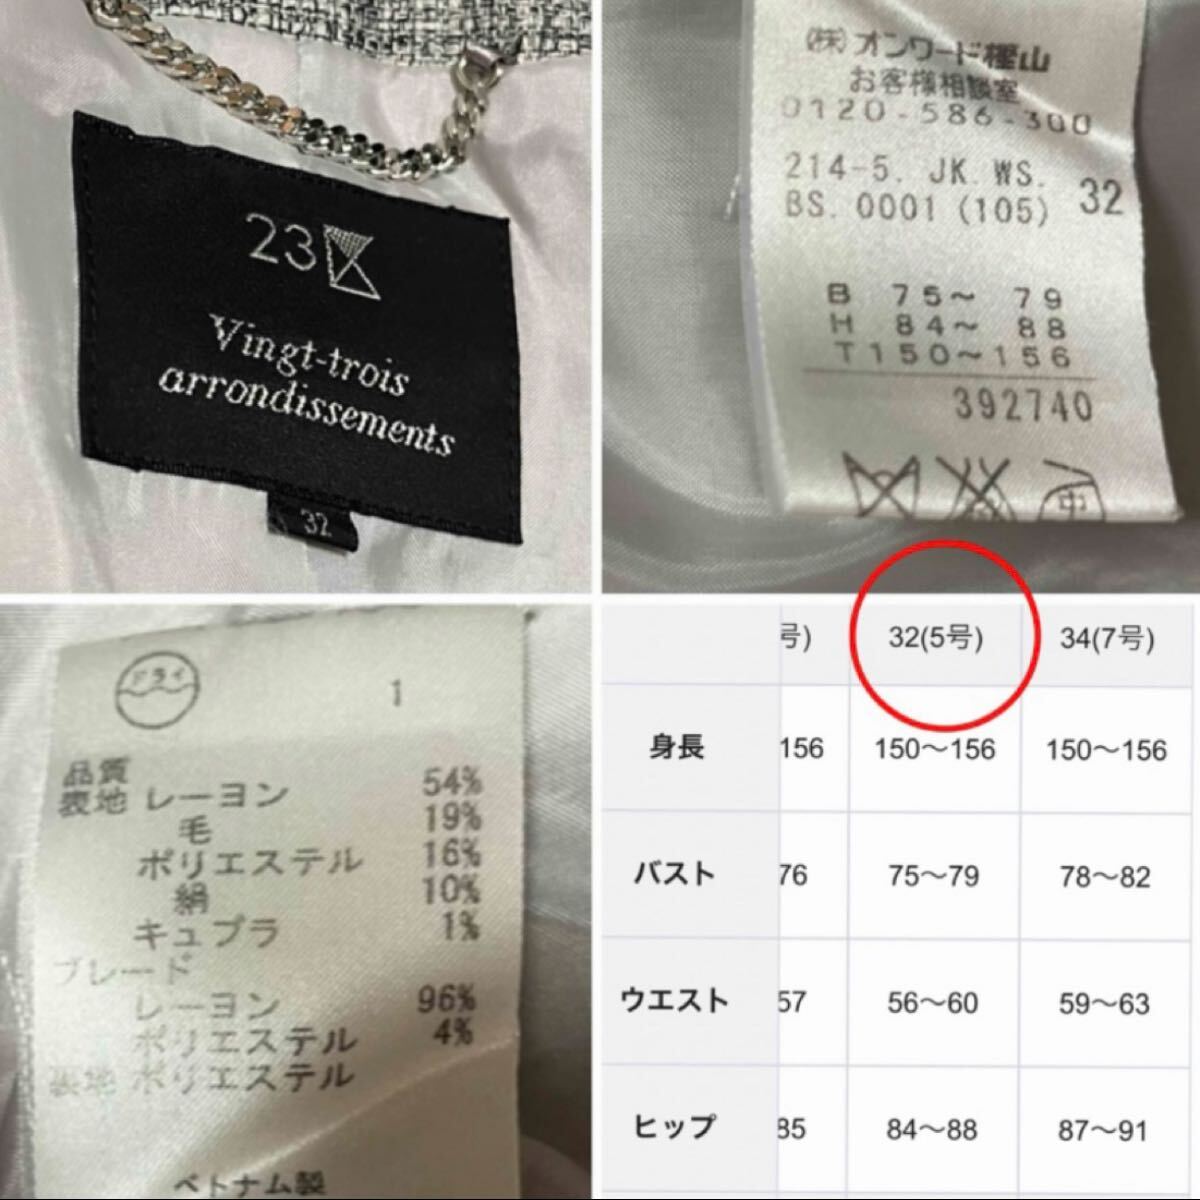 23
Vingt-trois
arrondissements
32
(株)オンワード樫山
お客様相談室
0120-586-300
214-5. JK.WS.
BS.0001(105) 32
B 75～ 79
H 84～ 88
T150～156
392740
中
ドライ
1
品質
表地 レーヨン 54%
毛 19%
ポリエステル 16%
絹 10%
キュプラ 1%
ブレード
レーヨン 96%
ポリエステル 4%
裏地 ポリエステル
ベトナム製
号) 32(5号) 34(7号)
身長 156 150〜156 150〜156
バスト 76 75〜79 78〜82
ウエスト 57 56〜60 59〜63
ヒップ 85 84〜88 87〜91